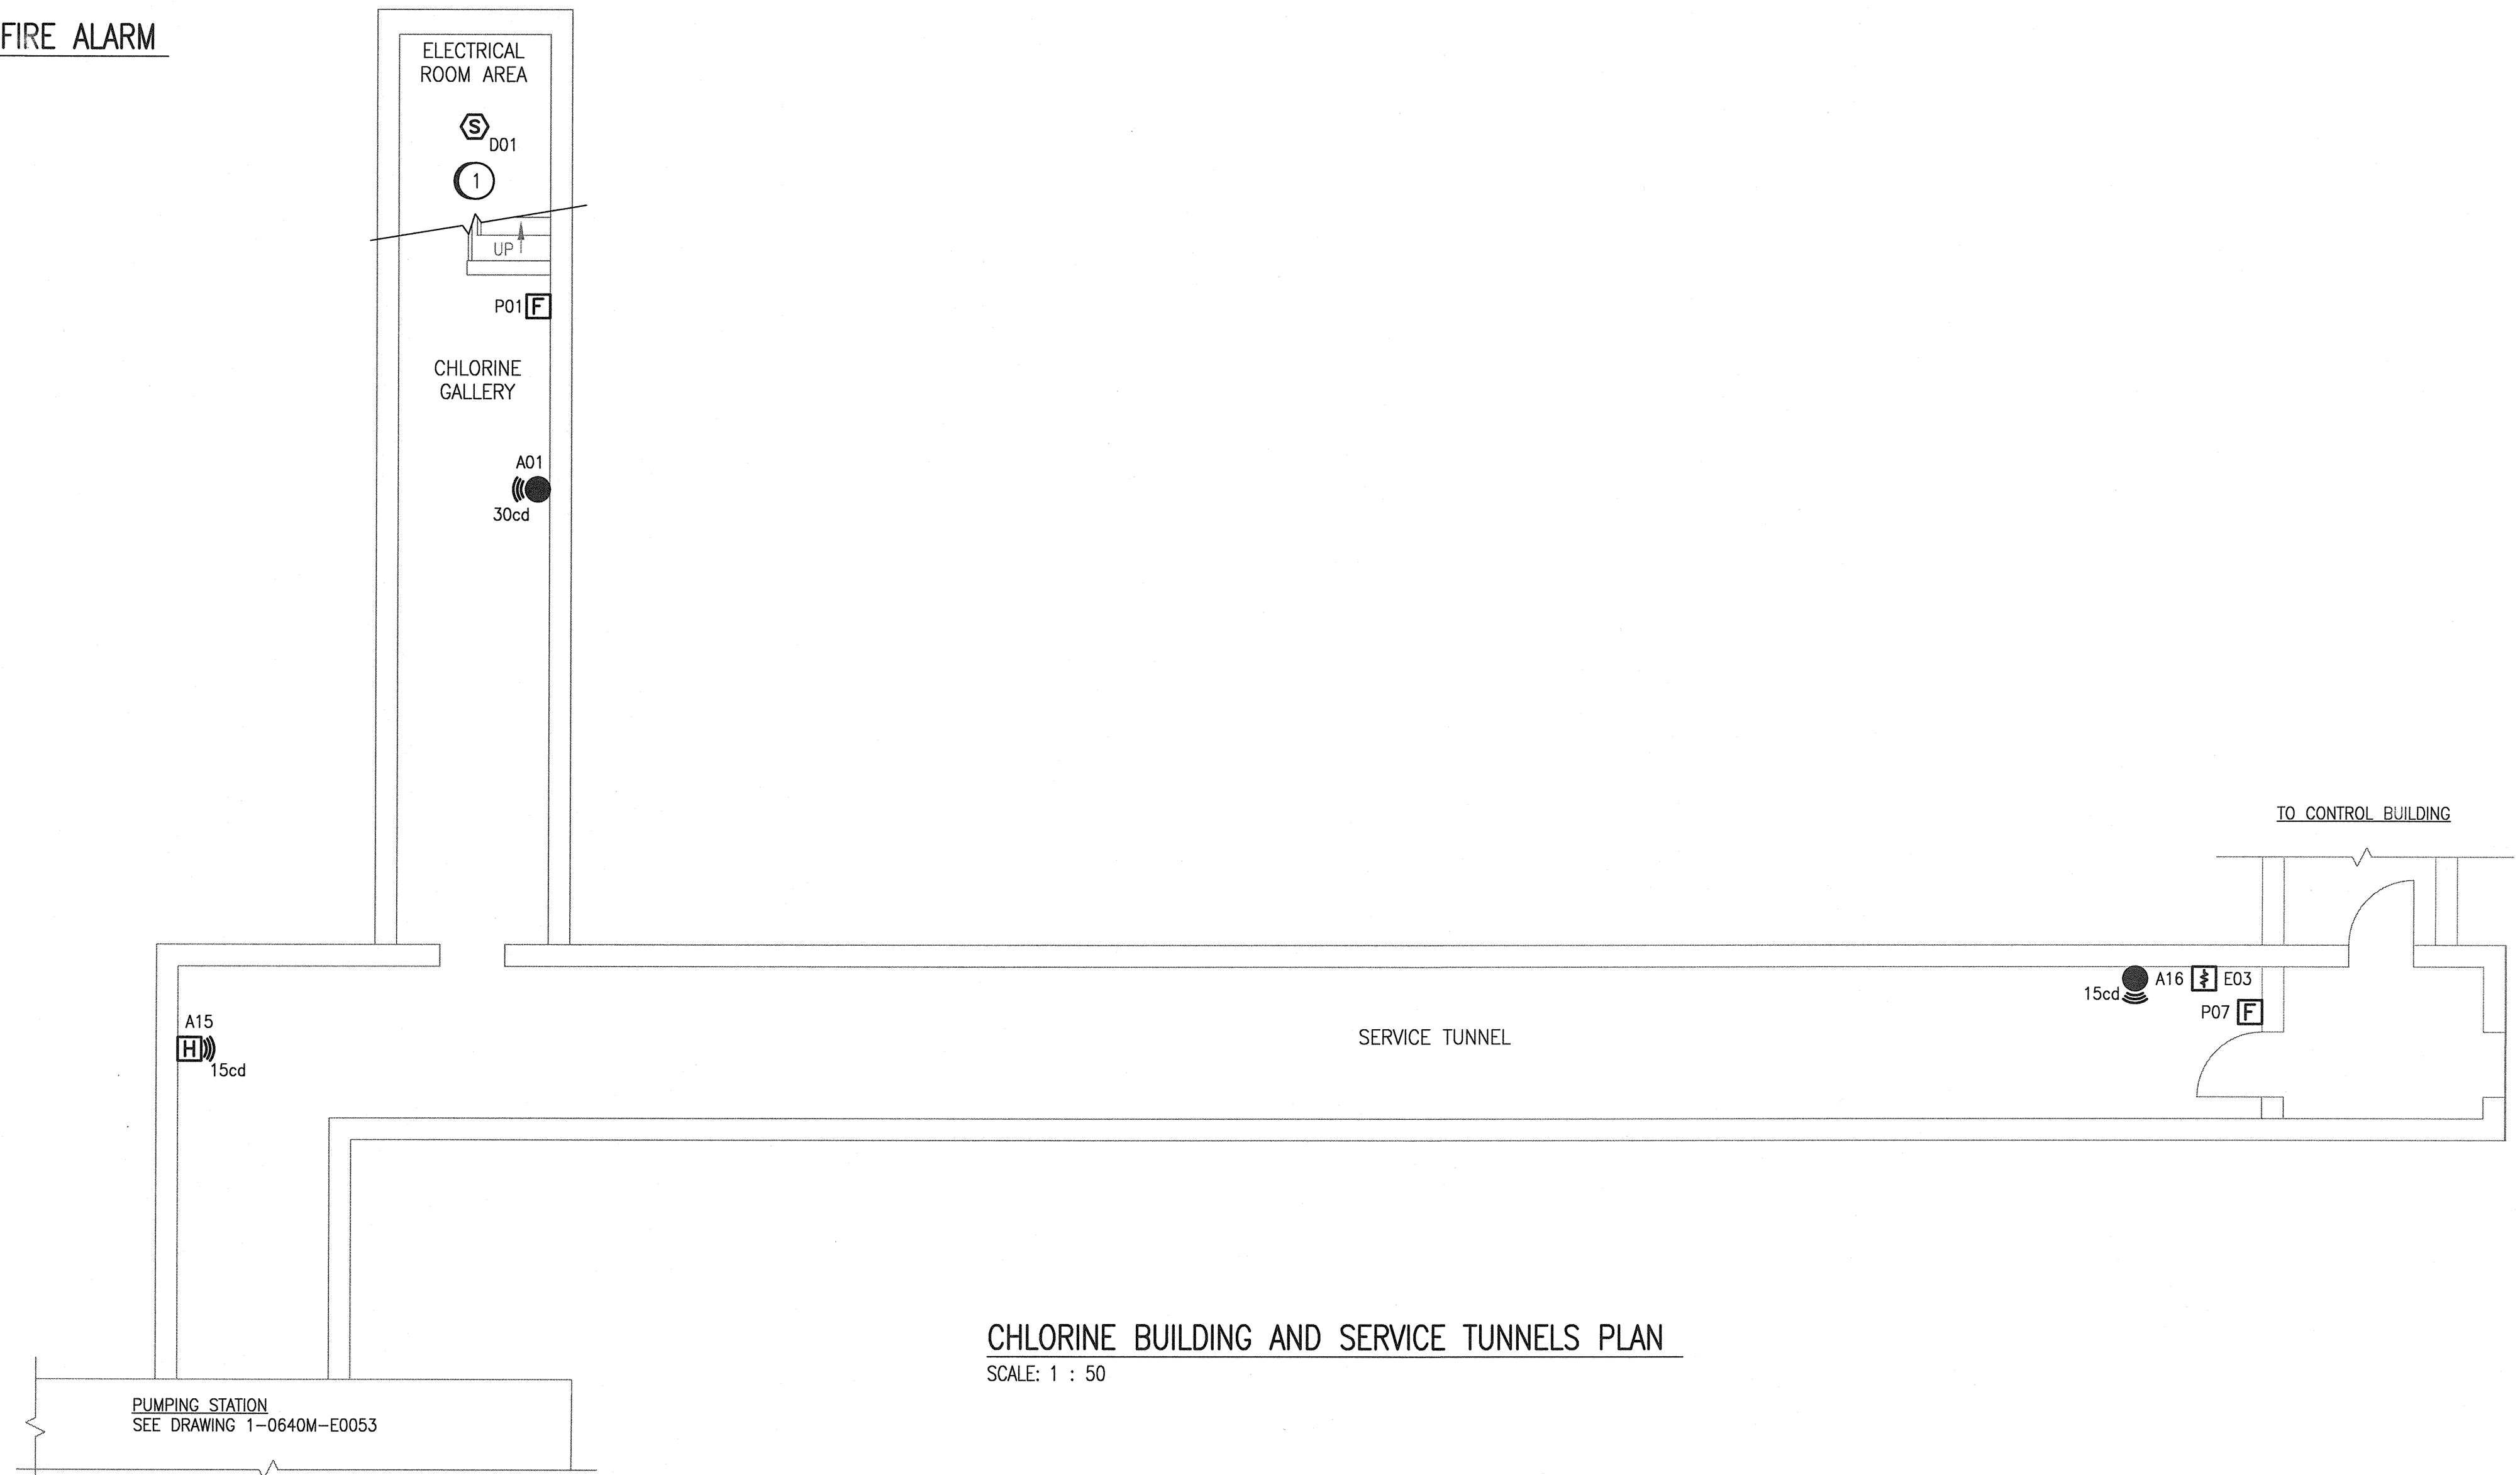 FIRE ALARM
ELECTRICAL
ROOM AREA
S
D01
1
UP
P01 F
CHLORINE
GALLERY
A01
30cd
TO CONTROL BUILDING
A16 E03
15cd
P07 F
A15
H
15cd
SERVICE TUNNEL
CHLORINE BUILDING AND SERVICE TUNNELS PLAN
SCALE: 1 : 50
PUMPING STATION
SEE DRAWING 1-0640M-E0053